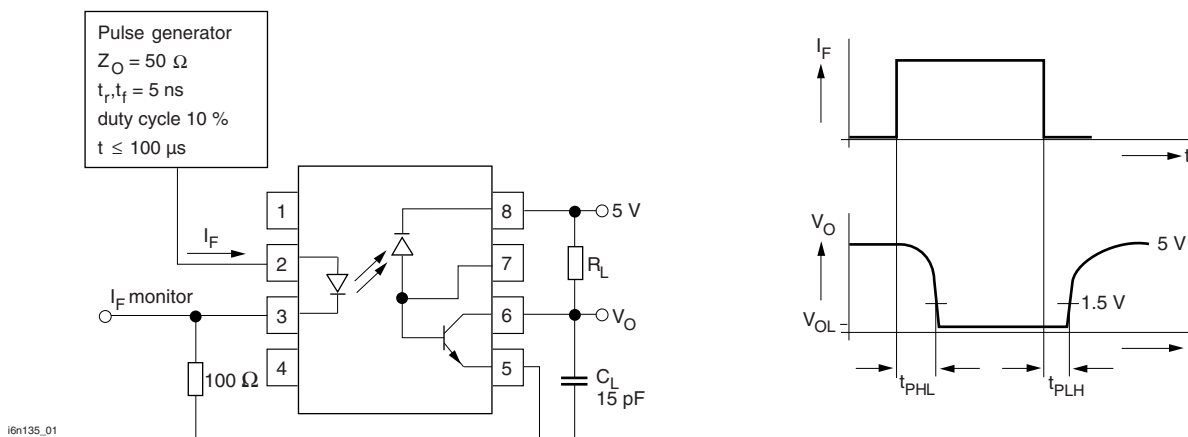 Pulse generator
Z_O = 50 Ω
t_r,t_f = 5 ns
duty cycle 10 %
t ≤ 100 μs
I_F
1
2
3
4
8
7
6
5
5 V
R_L
V_O
C_L
15 pF
I_F monitor
100 Ω
i6n135_01
I_F
t
V_O
5 V
1.5 V
V_OL
t_PHL
t_PLH